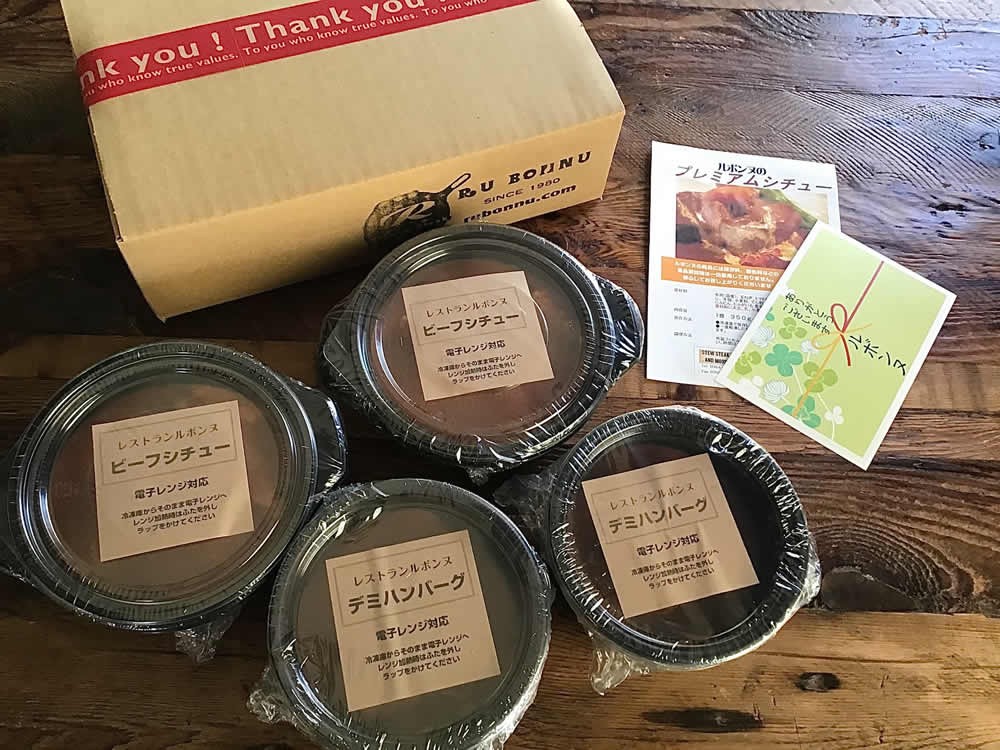 nk you ! Thank you
ou who know true values. To you who know true values. To you who
RU BONNU
SINCE 1980
rubonnu.com
ルボンヌの
プレミアムシチュー
ありがとう
ございます
ルボンヌ
レストランルボンヌ
ビーフシチュー
電子レンジ対応
冷凍庫からそのまま電子レンジへ
レンジ加熱時はふたを外し
ラップをかけてください
レストランルボンヌ
ビーフシチュー
電子レンジ対応
冷凍庫からそのまま電子レンジへ
レンジ加熱時はふたを外し
ラップをかけてください
レストランルボンヌ
デミハンバーグ
電子レンジ対応
冷凍庫からそのまま電子レンジへ
レンジ加熱時はふたを外し
ラップをかけてください
レストランルボンヌ
デミハンバーグ
電子レンジ対応
冷凍庫からそのまま電子レンジへ
レンジ加熱時はふたを外し
ラップをかけてください